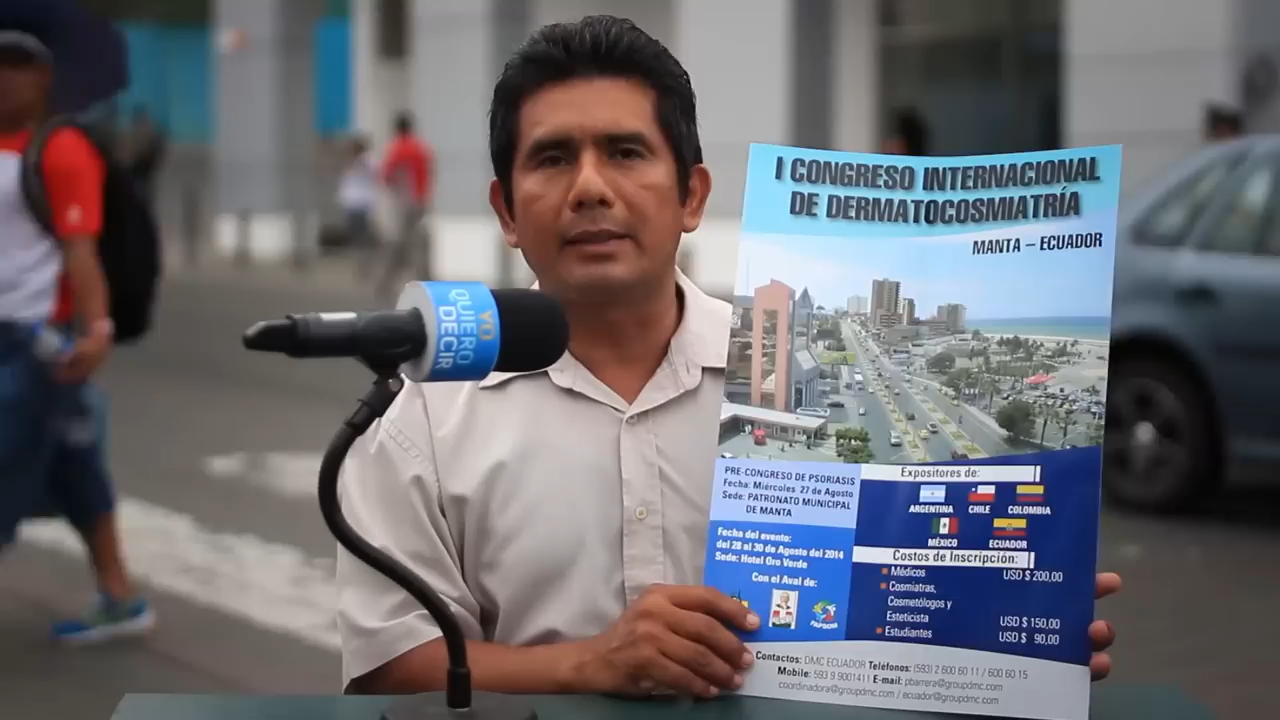 YO
QUIERO
DECIR
I CONGRESO INTERNACIONAL
DE DERMATOCOSMIATRÍA
MANTA – ECUADOR
PRE-CONGRESO DE PSORIASIS
Fecha: Miércoles 27 de Agosto
Sede: PATRONATO MUNICIPAL
DE MANTA
Fecha del evento:
del 28 al 30 de Agosto del 2014
Sede: Hotel Oro Verde
Con el Aval de:
FAPSOM
Expositores de:
ARGENTINA CHILE COLOMBIA
MÉXICO ECUADOR
Costos de Inscripción:
Médicos USD $ 200,00
Cosmiatras,
Cosmetólogos y
Esteticista USD $ 150,00
Estudiantes USD $ 90,00
Contactos: DMC ECUADOR Teléfonos: (593) 2 600 60 11 / 600 60 15
Mobile: 593 9 9001411 E-mail: pbarrera@groupdmc.com
coordinadora@groupdmc.com / ecuador@groupdmc.com